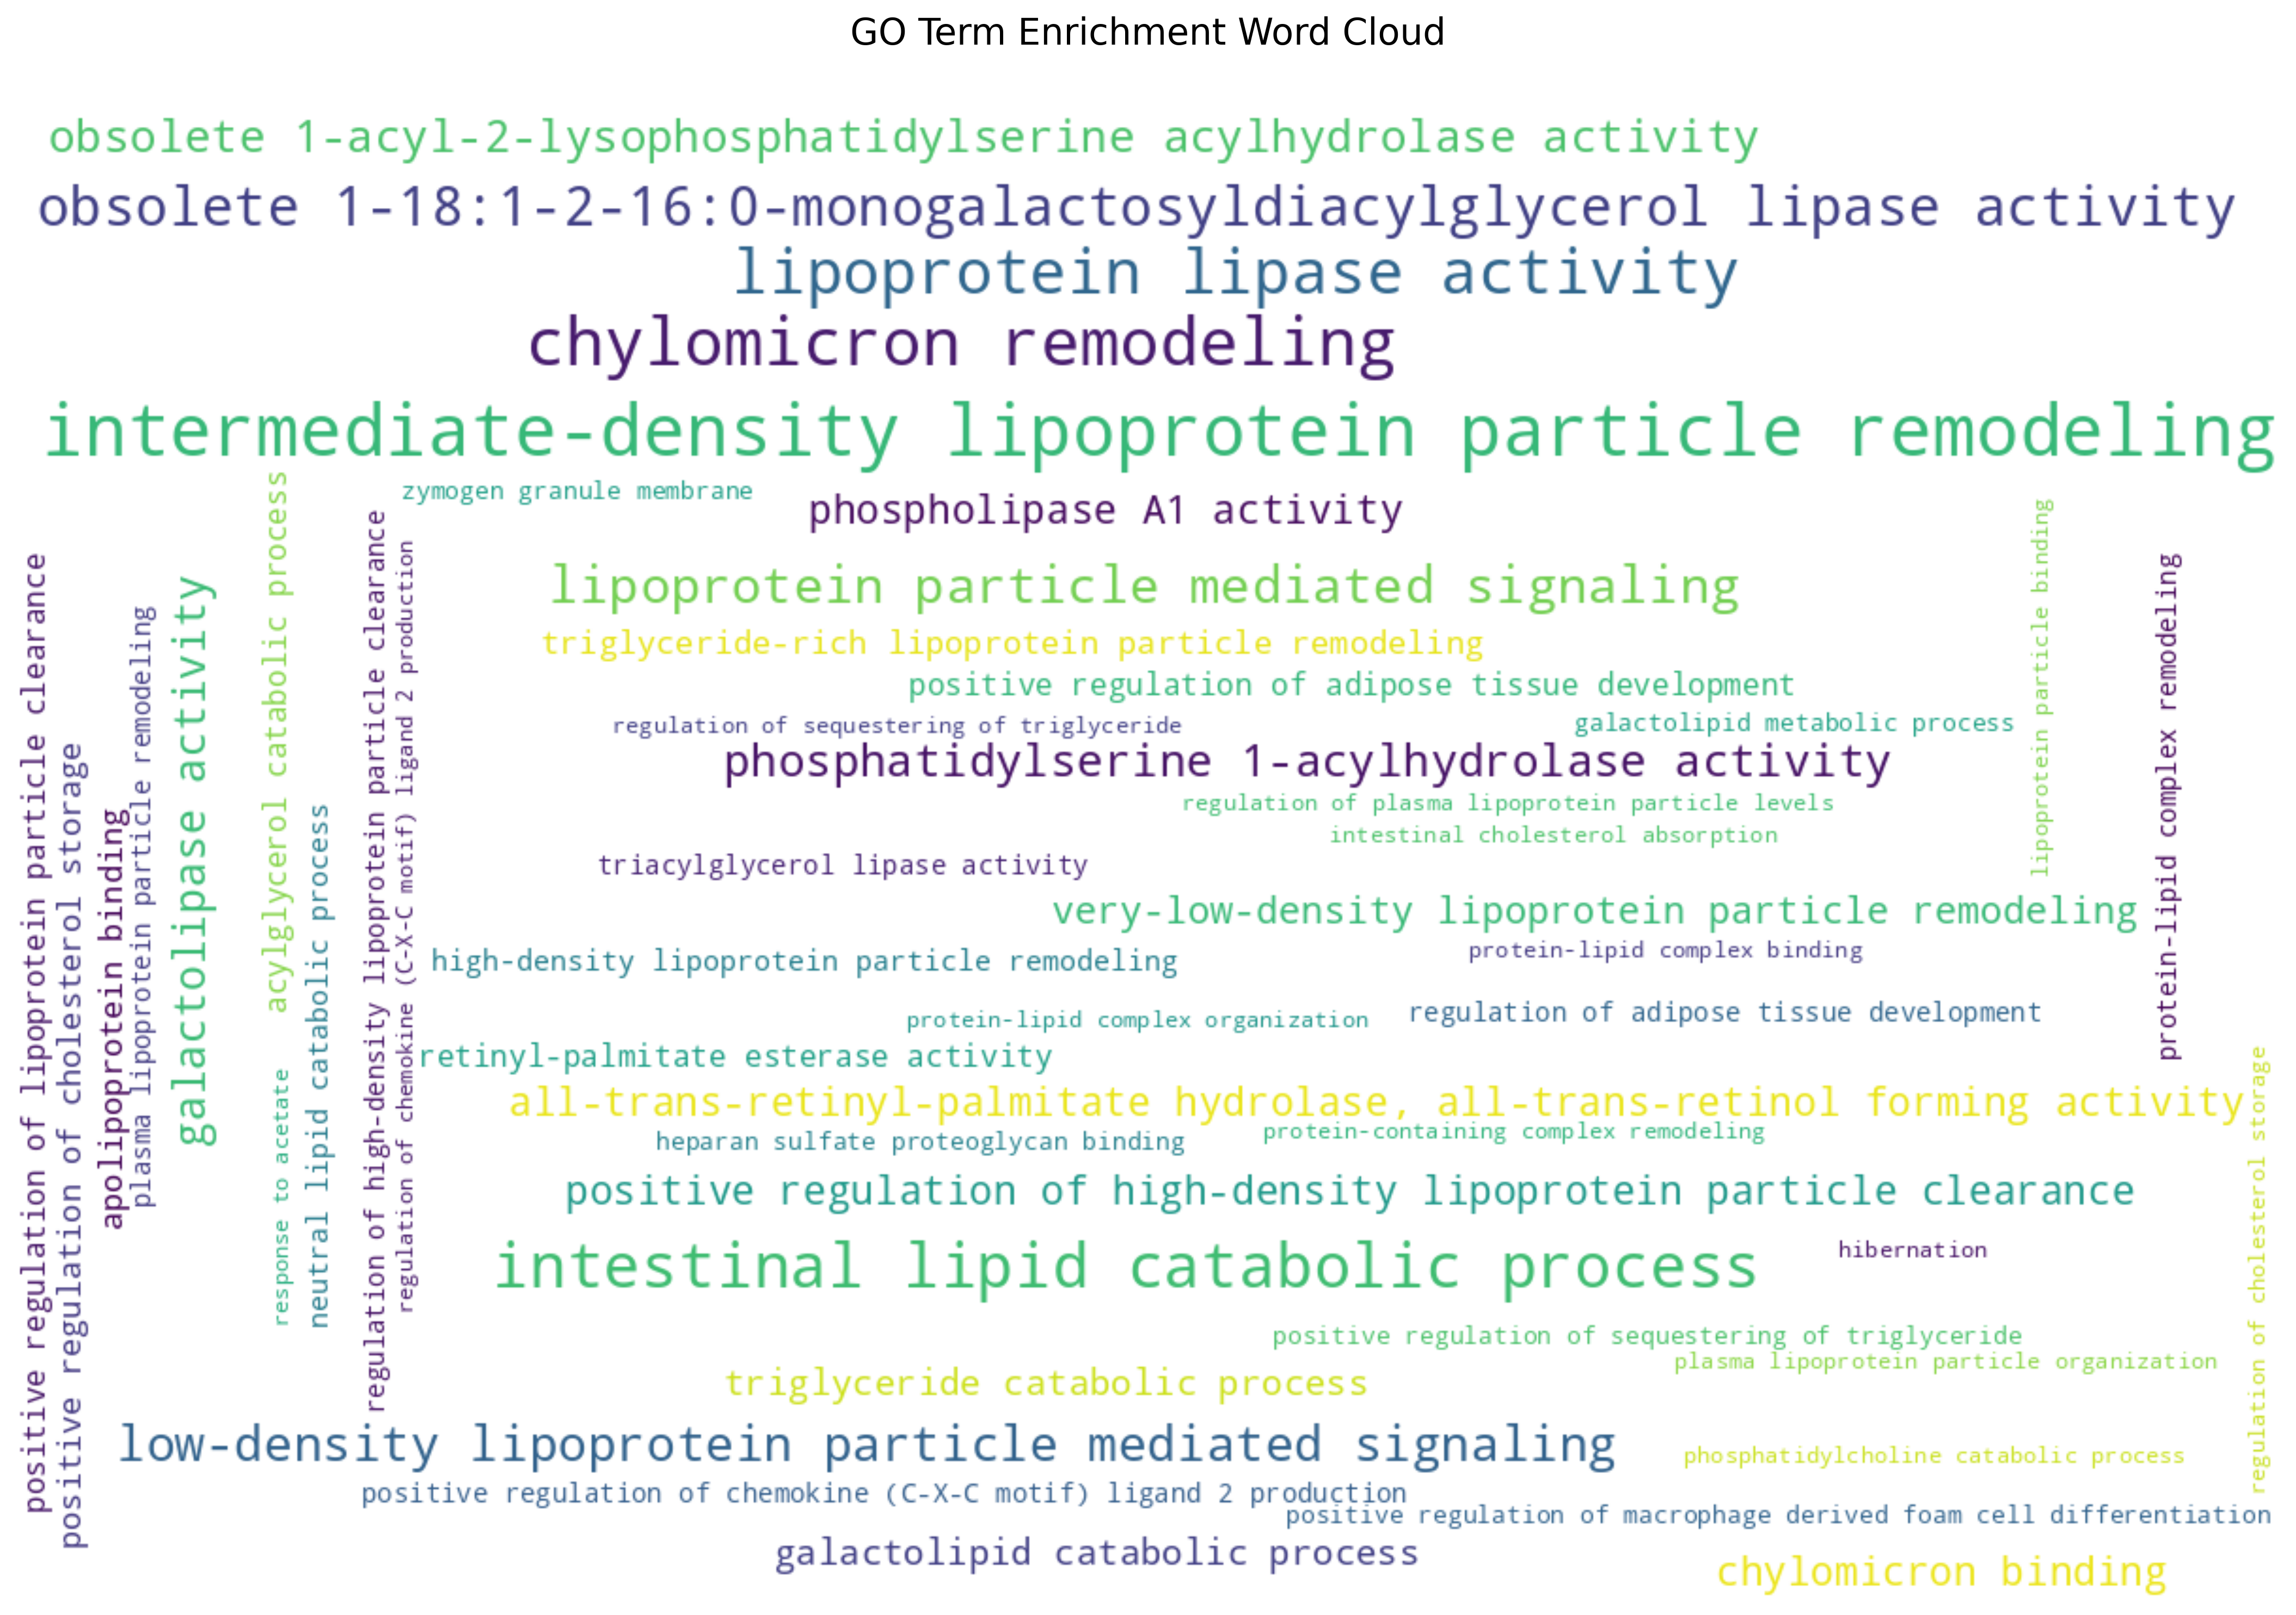 GO Term Enrichment Word Cloud
obsolete 1-acyl-2-lysophosphatidylserine acylhydrolase activity
obsolete 1-18:1-2-16:0-monogalactosyldiacylglycerol lipase activity
lipoprotein lipase activity
chylomicron remodeling
intermediate-density lipoprotein particle remodeling
zymogen granule membrane
phospholipase A1 activity
lipoprotein particle mediated signaling
triglyceride-rich lipoprotein particle remodeling
positive regulation of adipose tissue development
regulation of sequestering of triglyceride
galactolipid metabolic process
phosphatidylserine 1-acylhydrolase activity
regulation of plasma lipoprotein particle levels
intestinal cholesterol absorption
triacylglycerol lipase activity
very-low-density lipoprotein particle remodeling
high-density lipoprotein particle remodeling
protein-lipid complex binding
protein-lipid complex organization
regulation of adipose tissue development
retinyl-palmitate esterase activity
all-trans-retinyl-palmitate hydrolase, all-trans-retinol forming activity
heparan sulfate proteoglycan binding
protein-containing complex remodeling
positive regulation of high-density lipoprotein particle clearance
intestinal lipid catabolic process
hibernation
positive regulation of sequestering of triglyceride
plasma lipoprotein particle organization
triglyceride catabolic process
low-density lipoprotein particle mediated signaling
phosphatidylcholine catabolic process
positive regulation of chemokine (C-X-C motif) ligand 2 production
positive regulation of macrophage derived foam cell differentiation
galactolipid catabolic process
chylomicron binding
positive regulation of lipoprotein particle clearance
positive regulation of cholesterol storage
apolipoprotein binding
plasma lipoprotein particle remodeling
galactolipase activity
acylglycerol catabolic process
response to acetate
neutral lipid catabolic process
regulation of high-density lipoprotein particle clearance
regulation of chemokine (C-X-C motif) ligand 2 production
lipoprotein particle binding
protein-lipid complex remodeling
regulation of cholesterol storage